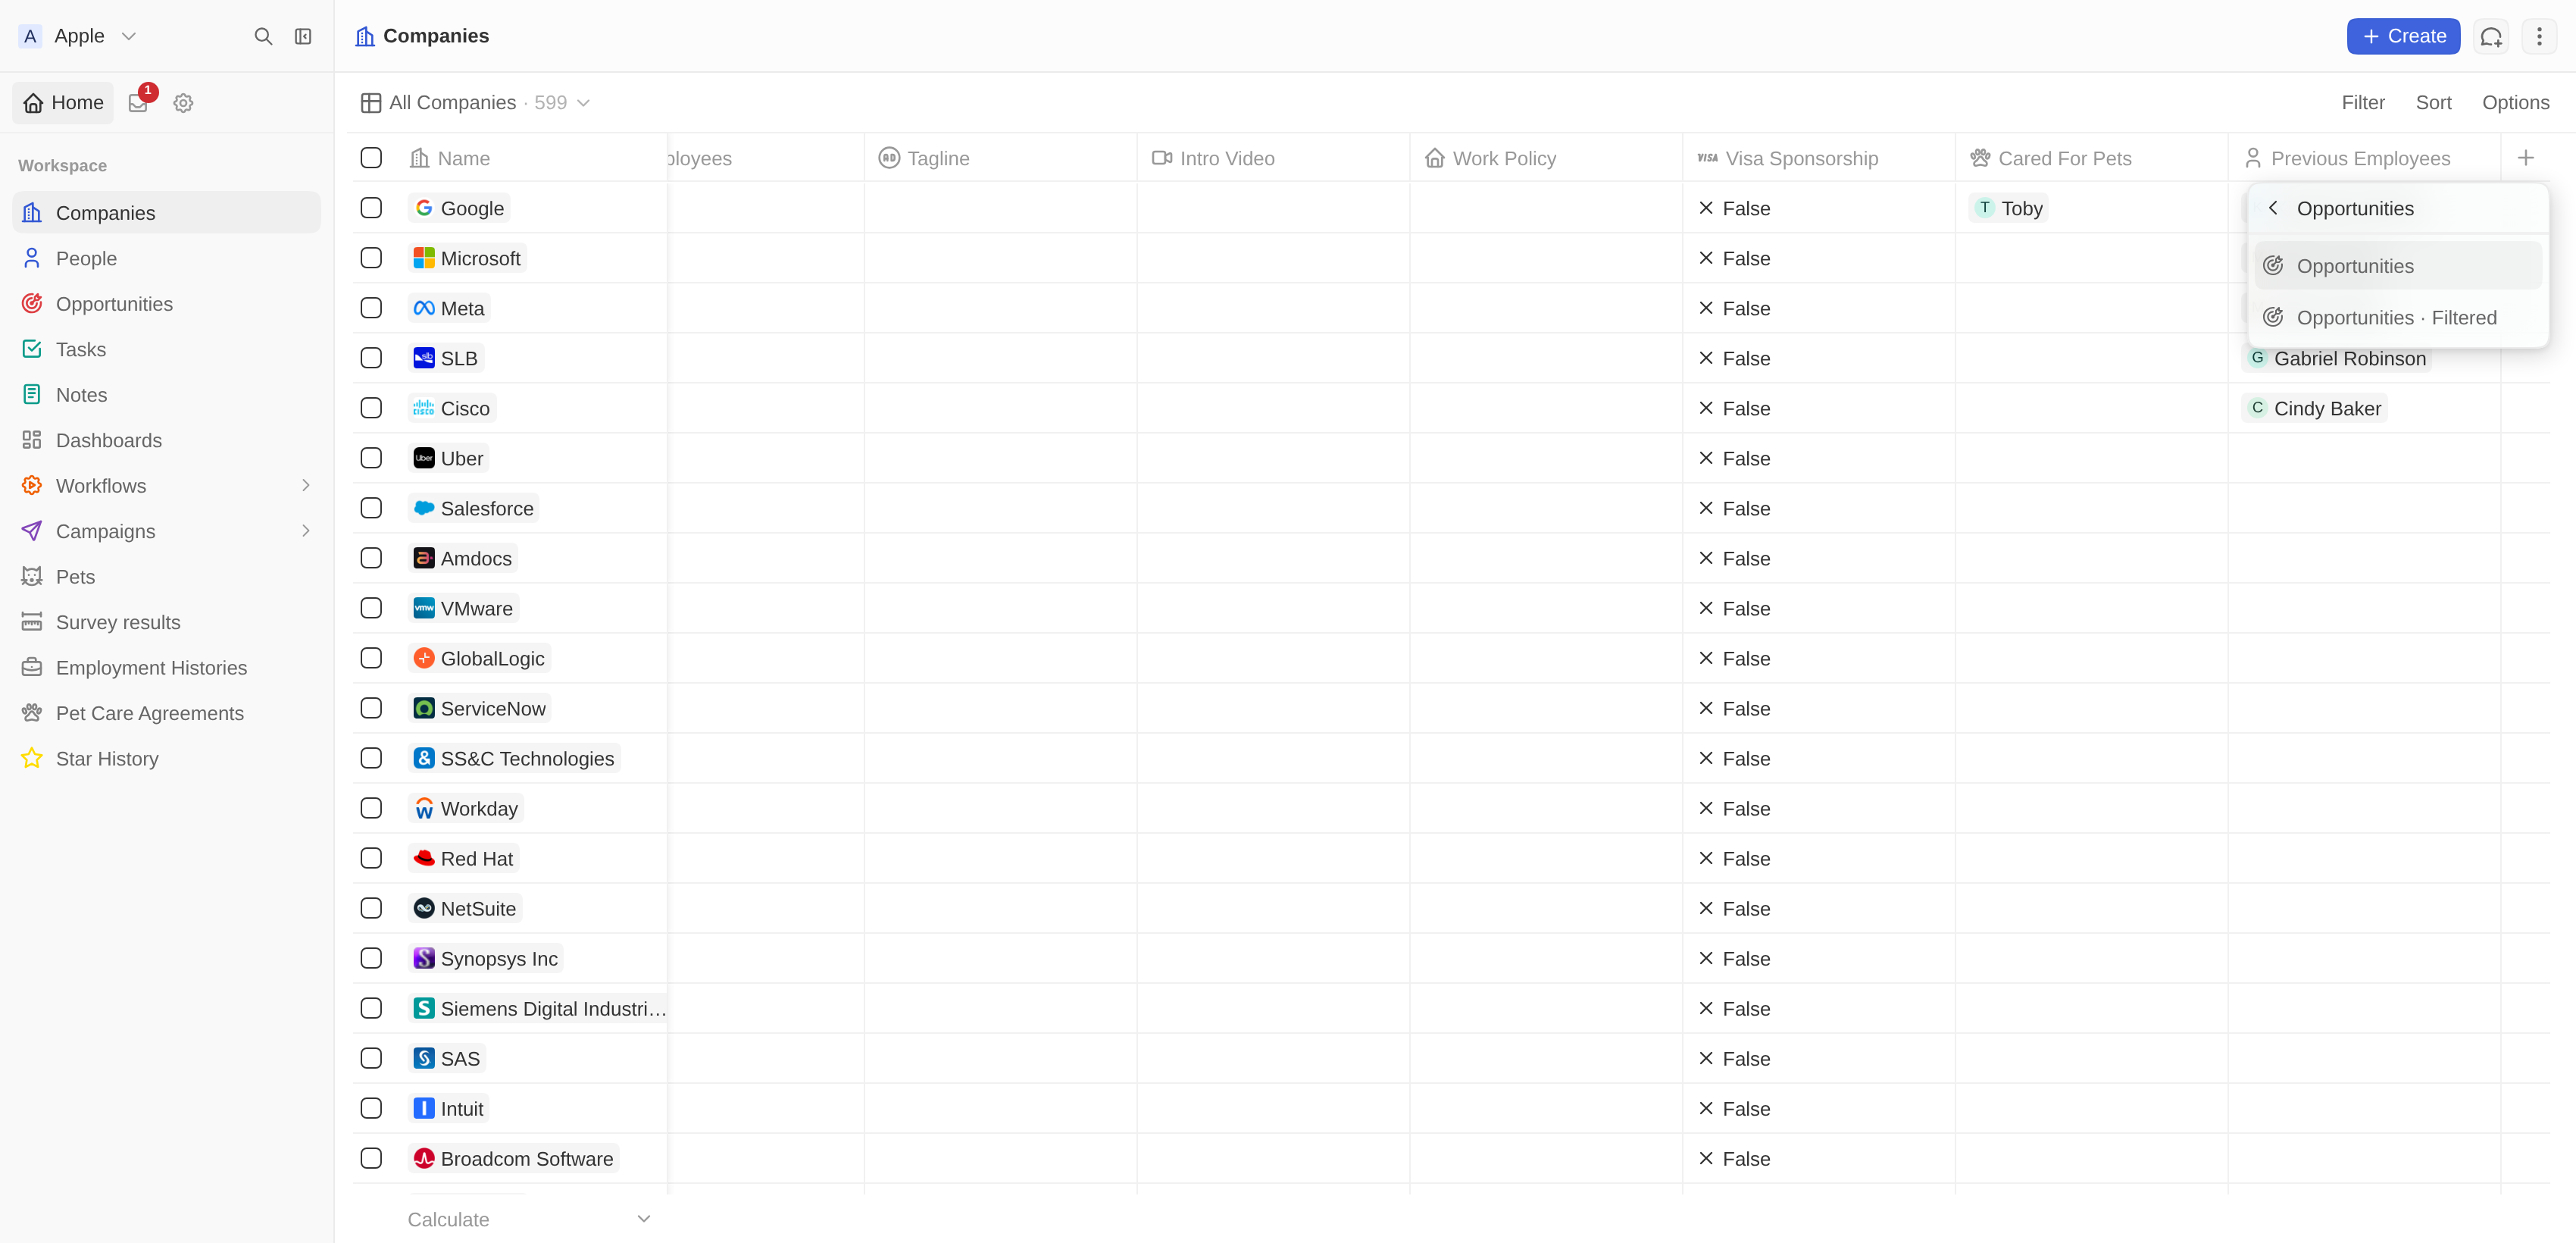 A Apple
Companies
+ Create
Home 1
All Companies · 599
Filter Sort Options
Workspace
Companies
People
Opportunities
Tasks
Notes
Dashboards
Workflows
Campaigns
Pets
Survey results
Employment Histories
Pet Care Agreements
Star History
Name ployees Tagline Intro Video Work Policy VISA Visa Sponsorship Cared For Pets Previous Employees
Google False T Toby
Microsoft False
Meta False
SLB False G Gabriel Robinson
Cisco False C Cindy Baker
Uber False
Salesforce False
Amdocs False
VMware False
GlobalLogic False
ServiceNow False
SS&C Technologies False
Workday False
Red Hat False
NetSuite False
Synopsys Inc False
Siemens Digital Industri... False
SAS False
Intuit False
Broadcom Software False
Calculate
Opportunities
Opportunities
Opportunities · Filtered